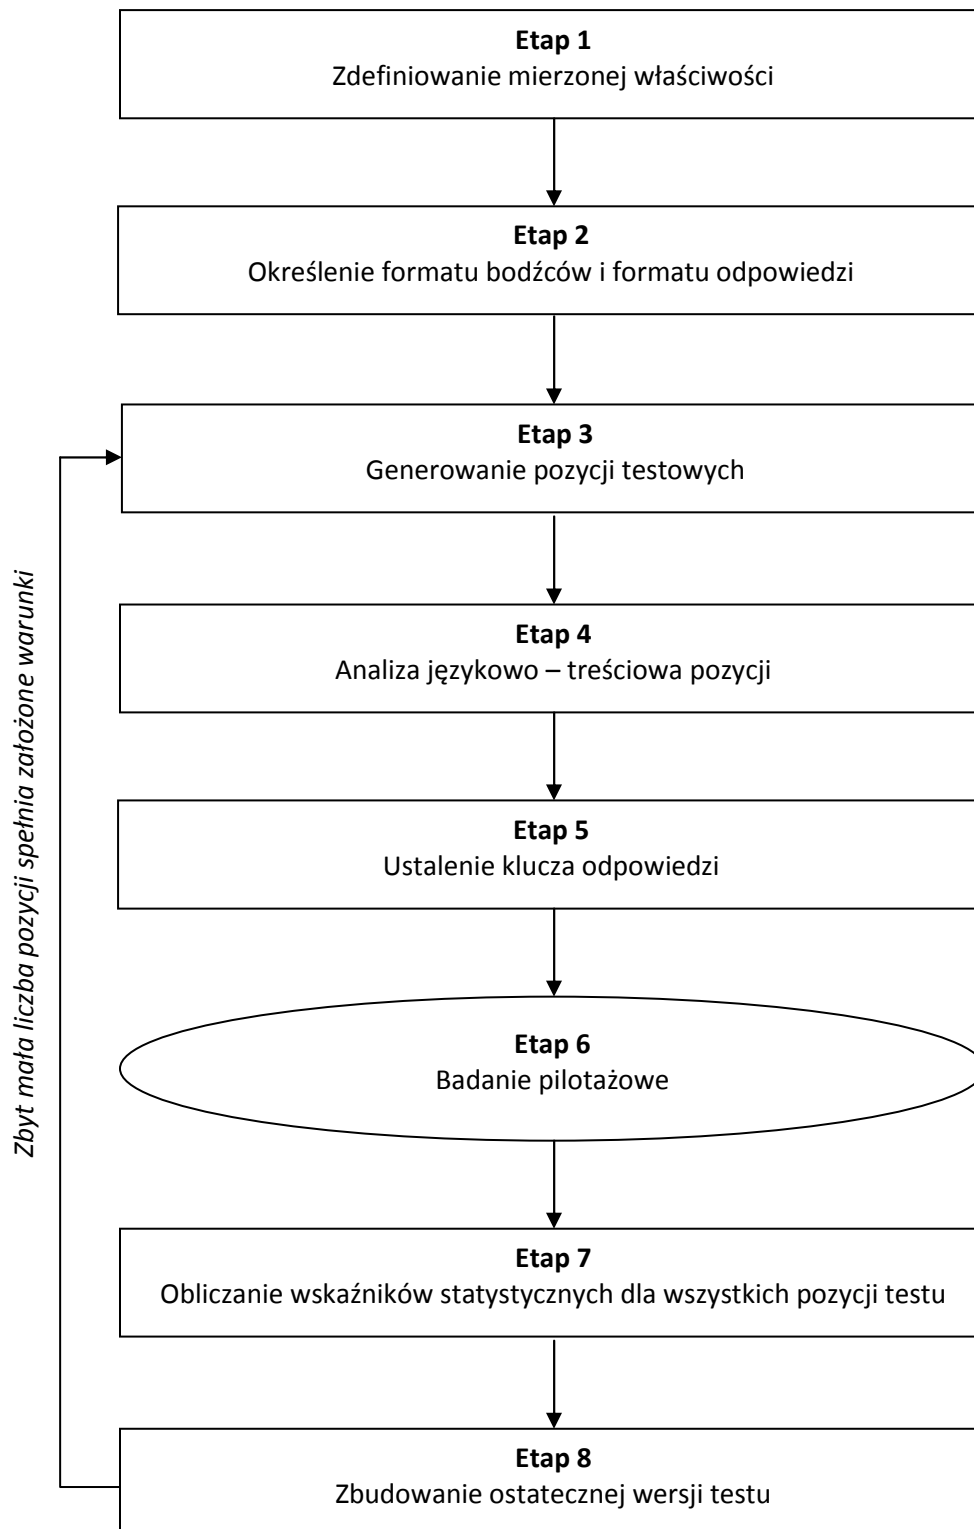 Etap 1
Zdefiniowanie mierzonej właściwości
Etap 2
Określenie formatu bodźców i formatu odpowiedzi
Etap 3
Generowanie pozycji testowych
Etap 4
Analiza językowo – treściowa pozycji
Etap 5
Ustalenie klucza odpowiedzi
Etap 6
Badanie pilotażowe
Etap 7
Obliczanie wskaźników statystycznych dla wszystkich pozycji testu
Etap 8
Zbudowanie ostatecznej wersji testu
Zbyt mała liczba pozycji spełnia założone warunki